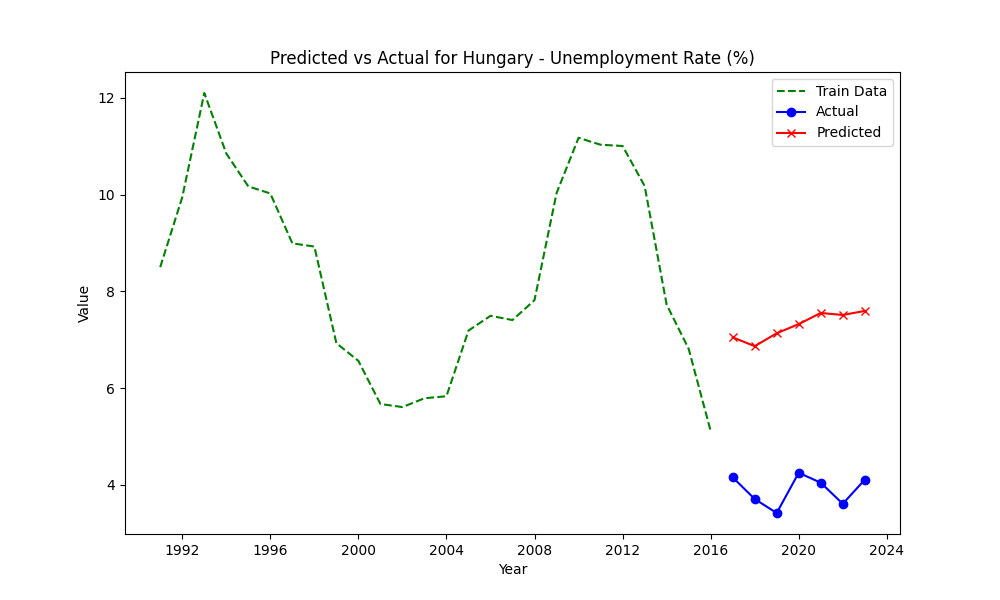 Predicted vs Actual for Hungary - Unemployment Rate (%)
Train Data
Actual
Predicted
12
10
8
6
4
Value
1992 1996 2000 2004 2008 2012 2016 2020 2024
Year